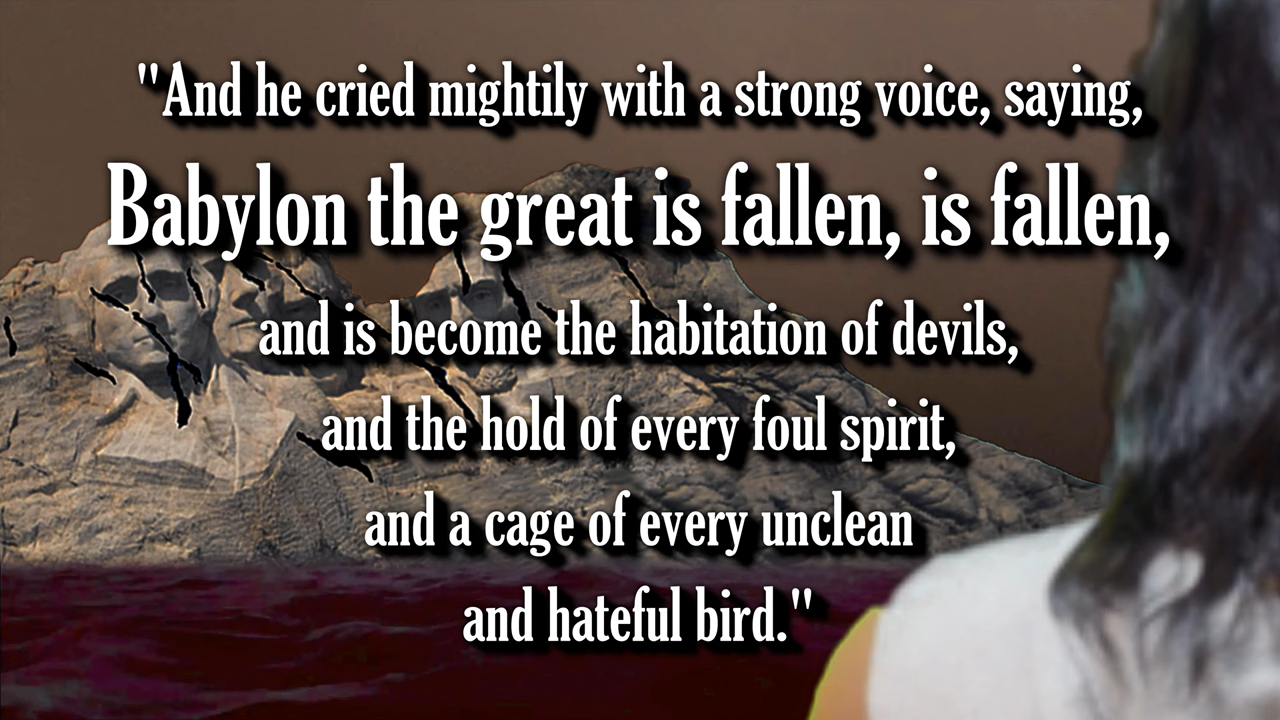 "And he cried mightily with a strong voice, saying,
Babylon the great is fallen, is fallen,
and is become the habitation of devils,
and the hold of every foul spirit,
and a cage of every unclean
and hateful bird."